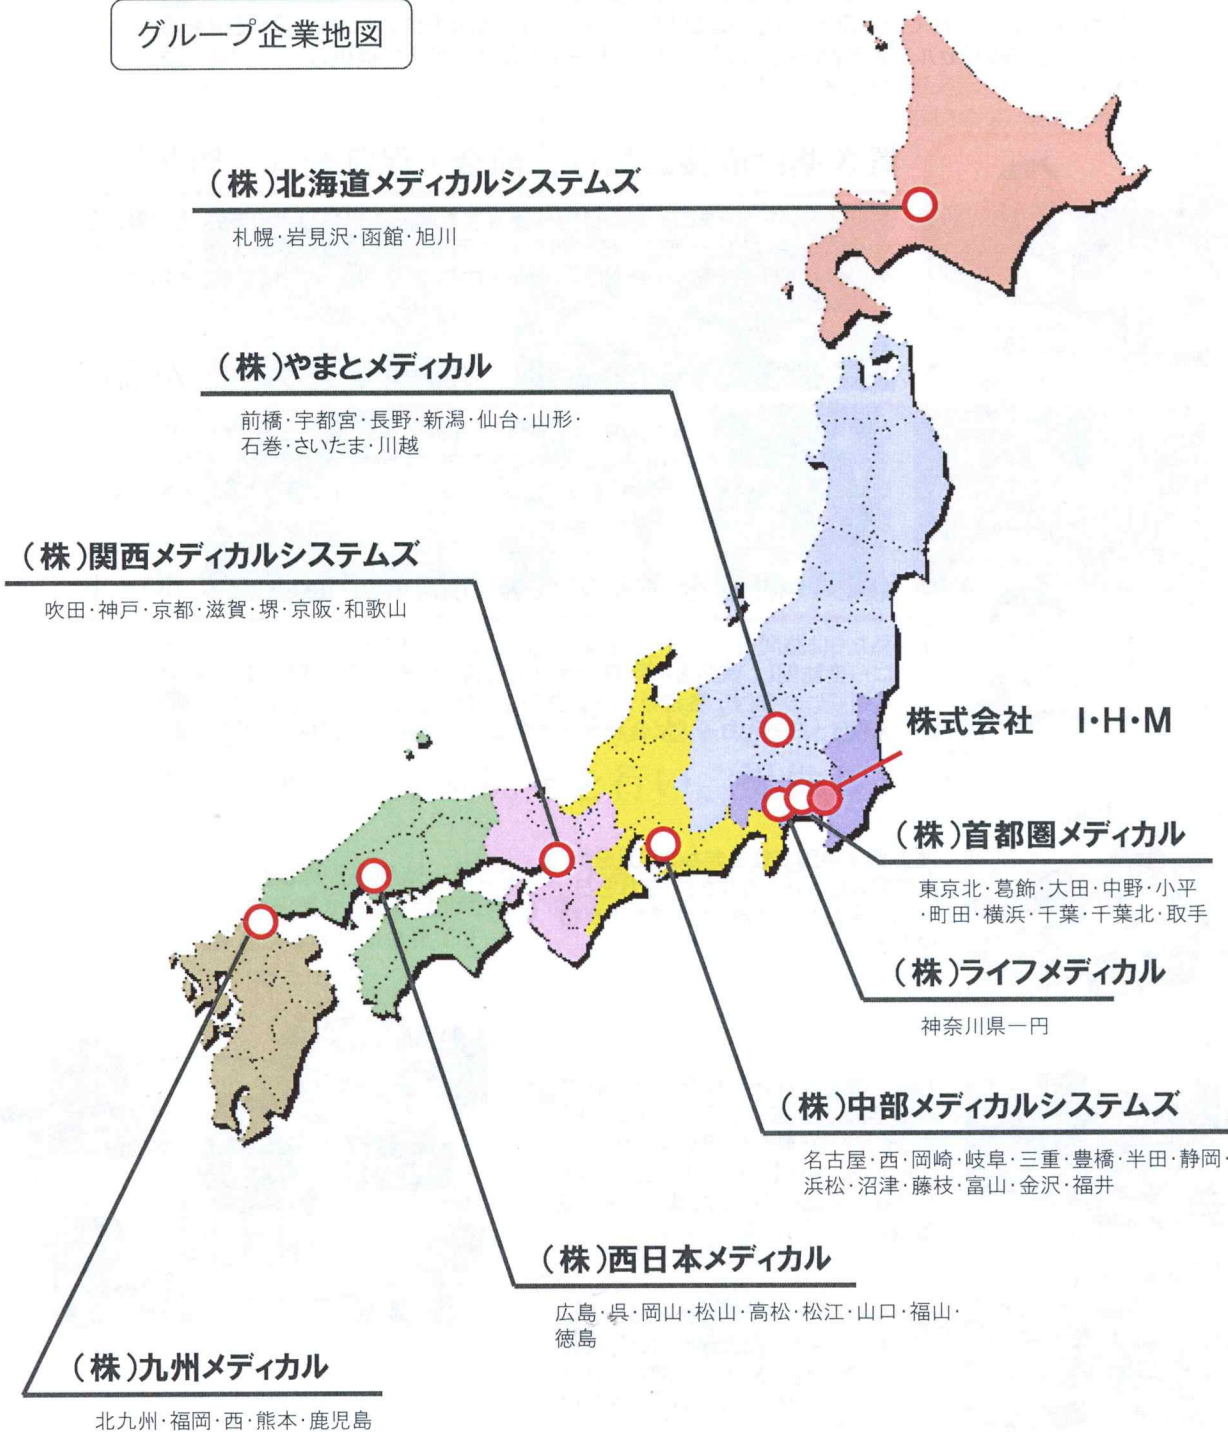 グループ企業地図
(株)北海道メディカルシステムズ
札幌・岩見沢・函館・旭川
(株)やまとメディカル
前橋・宇都宮・長野・新潟・仙台・山形・
石巻・さいたま・川越
(株)関西メディカルシステムズ
吹田・神戸・京都・滋賀・堺・京阪・和歌山
株式会社　I・H・M
(株)首都圏メディカル
東京北・葛飾・大田・中野・小平
・町田・横浜・千葉・千葉北・取手
(株)ライフメディカル
神奈川県一円
(株)中部メディカルシステムズ
名古屋・西・岡崎・岐阜・三重・豊橋・半田・静岡・
浜松・沼津・藤枝・富山・金沢・福井
(株)西日本メディカル
広島・呉・岡山・松山・高松・松江・山口・福山・
徳島
(株)九州メディカル
北九州・福岡・西・熊本・鹿児島